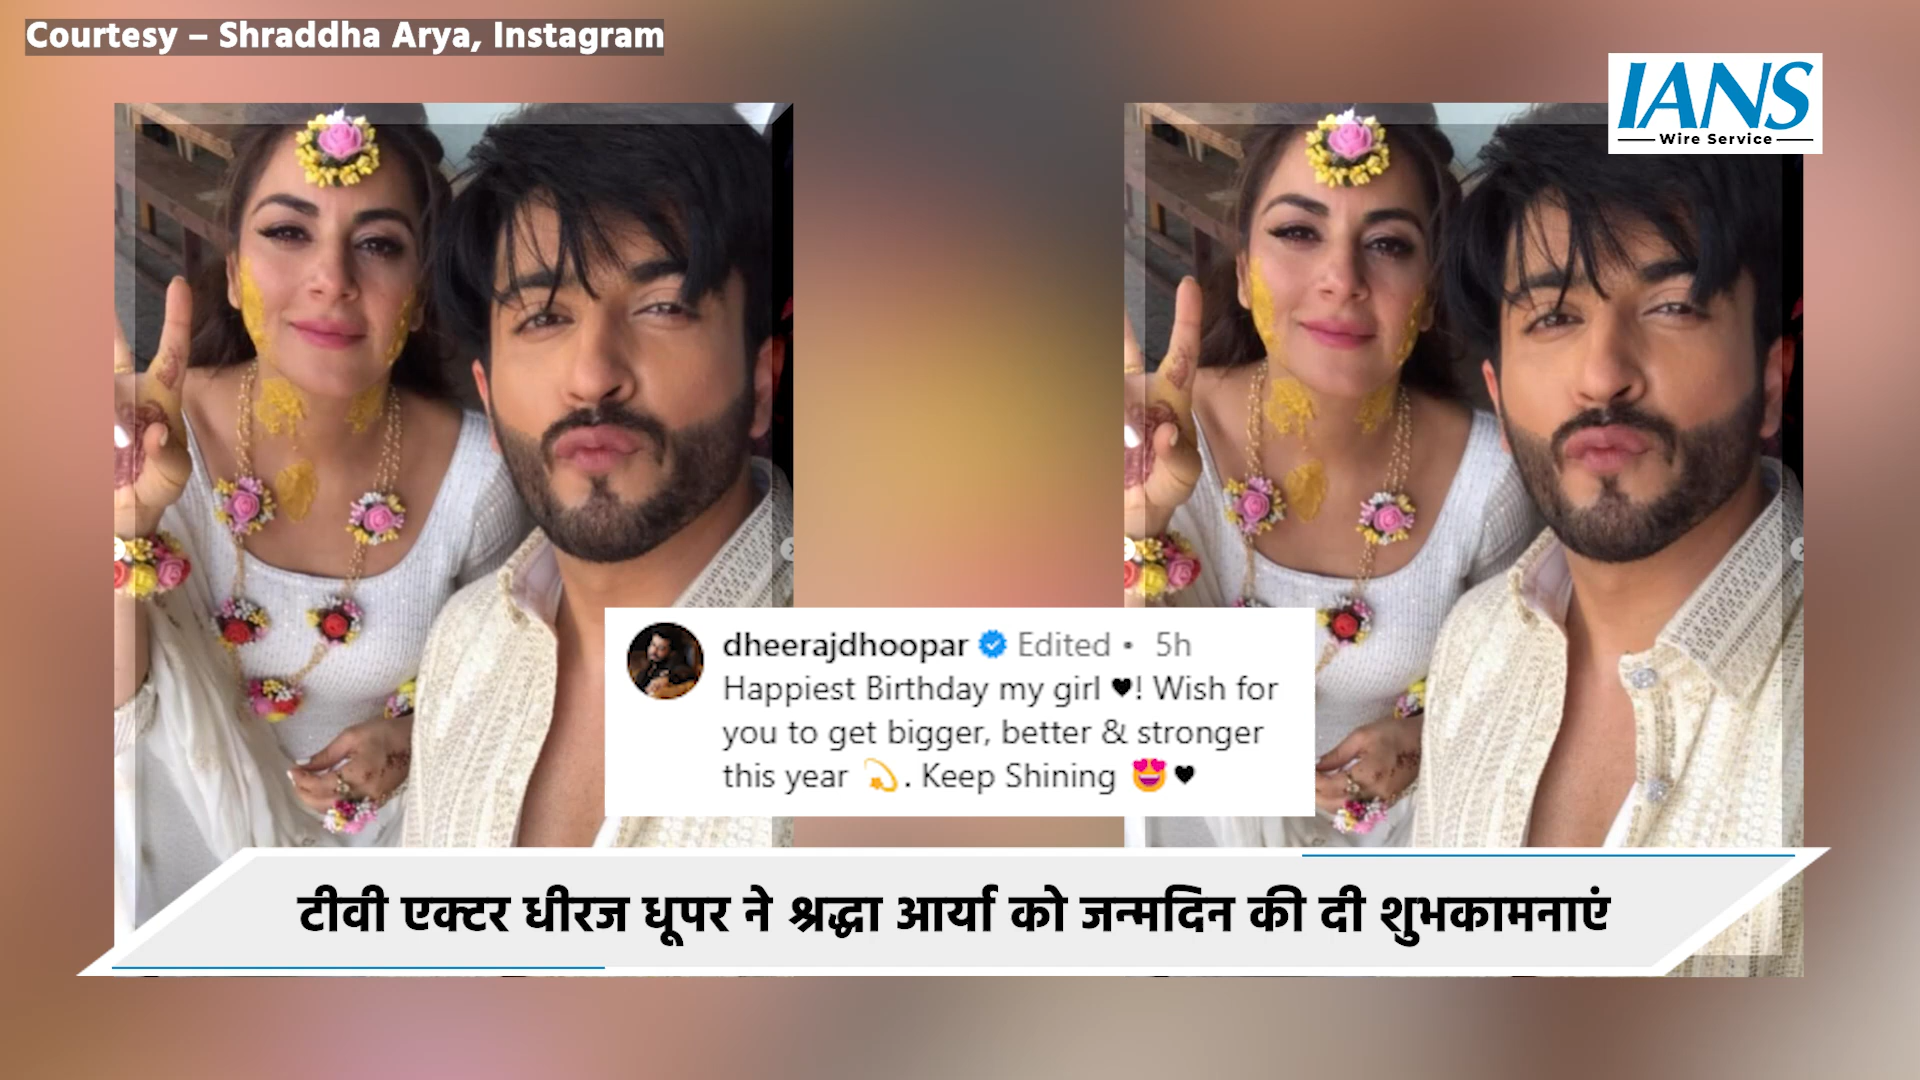 Courtesy – Shraddha Arya, Instagram
IANS
Wire Service
dheerajdhoopar Edited • 5h
Happiest Birthday my girl ♥! Wish for
you to get bigger, better & stronger
this year 💫. Keep Shining 😍♥
टीवी एक्टर धीरज धूपर ने श्रद्धा आर्या को जन्मदिन की दी शुभकामनाएं